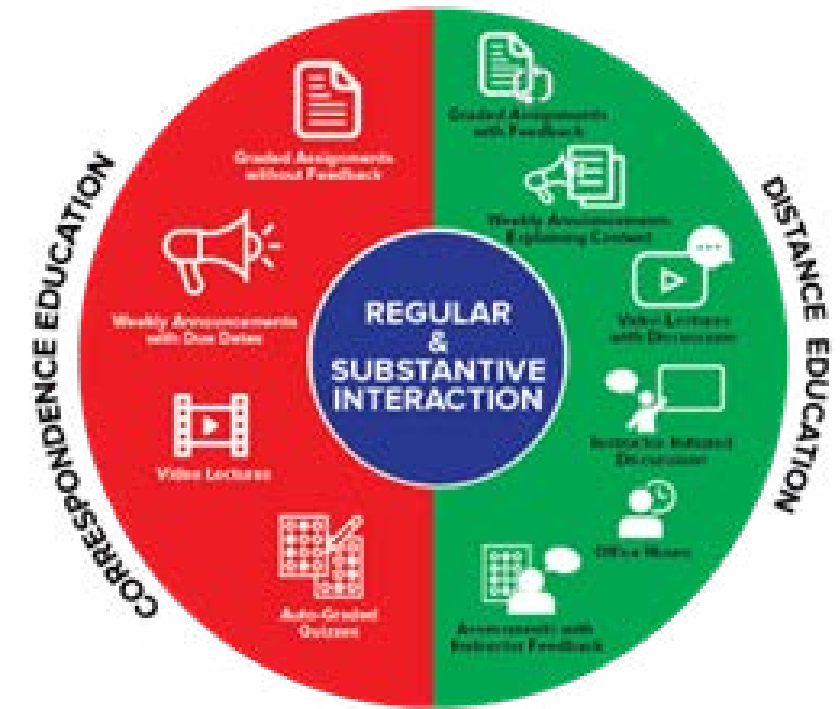 CORRESPONDENCE EDUCATION
Graded Assignments
without Feedback
Weekly Announcements
with Due Dates
Video Lectures
Auto-Graded
Quizzes
REGULAR
&
SUBSTANTIVE
INTERACTION
DISTANCE EDUCATION
Graded Assignments
with Feedback
Weekly Announcements
Explaining Content
Video Lectures
with Discussion
Instructor Initiated
Discussion
Office Hours
Assessments with
Instructor Feedback